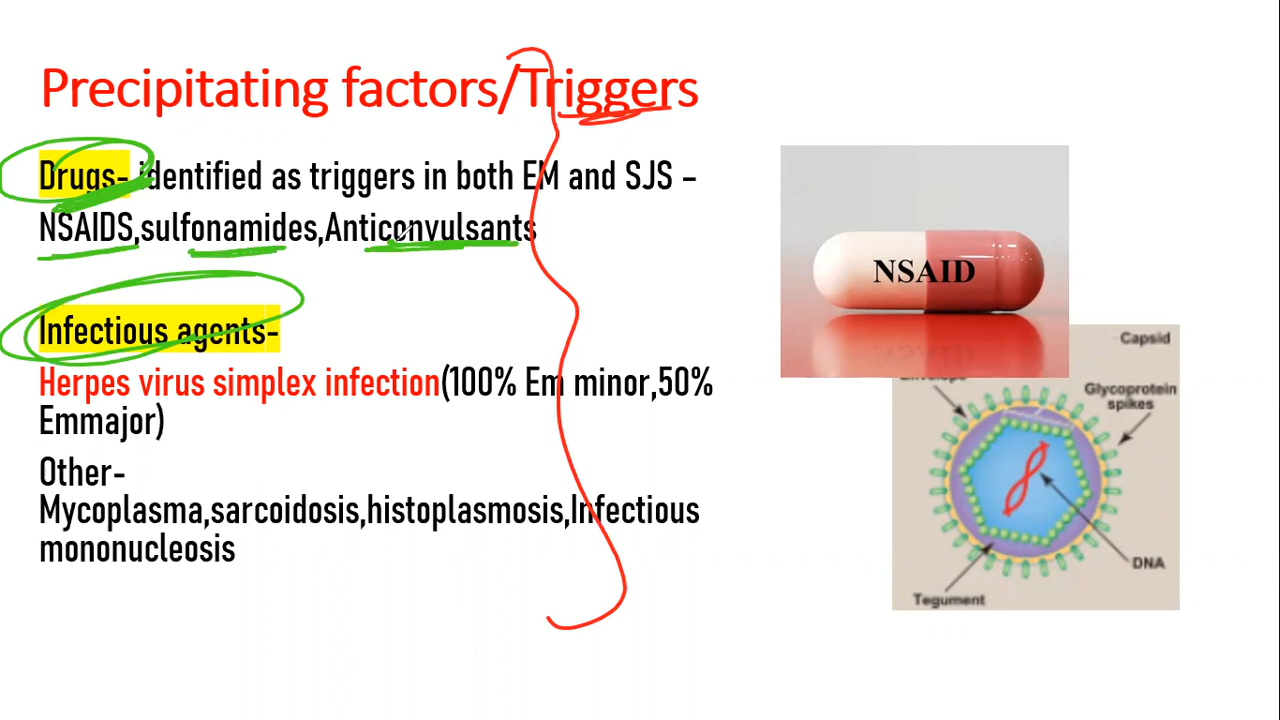 Precipitating factors/Triggers
Drugs- identified as triggers in both EM and SJS –
NSAIDS,sulfonamides,Anticonvulsants
Infectious agents-
Herpes virus simplex infection(100% Em minor,50%
Emmajor)
Other-
Mycoplasma,sarcoidosis,histoplasmosis,Infectious
mononucleosis
NSAID
Capsid
Envelope
Glycoprotein
spikes
DNA
Tegument